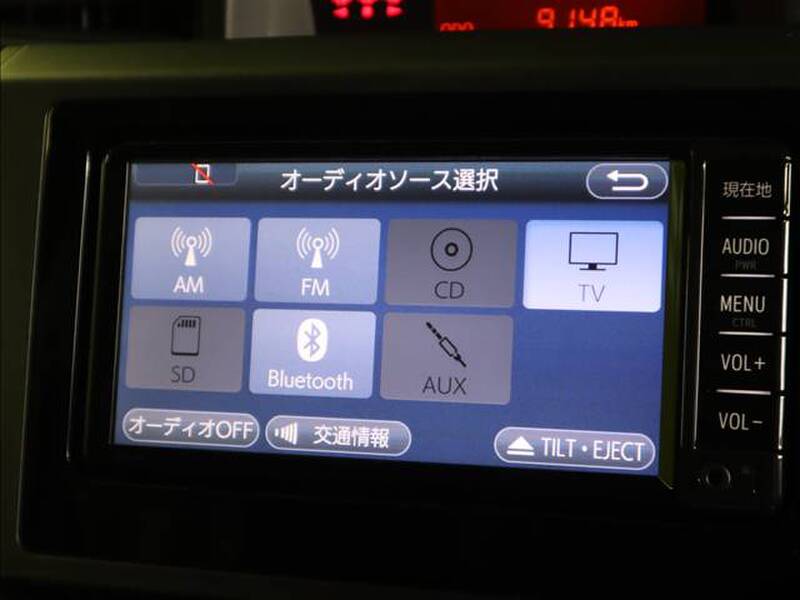 ODO 9148km
オーディオソース選択
AM
FM
CD
TV
SD
Bluetooth
AUX
オーディオOFF
交通情報
TILT・EJECT
現在地
AUDIO
PWR
MENU
CTRL
VOL+
VOL-